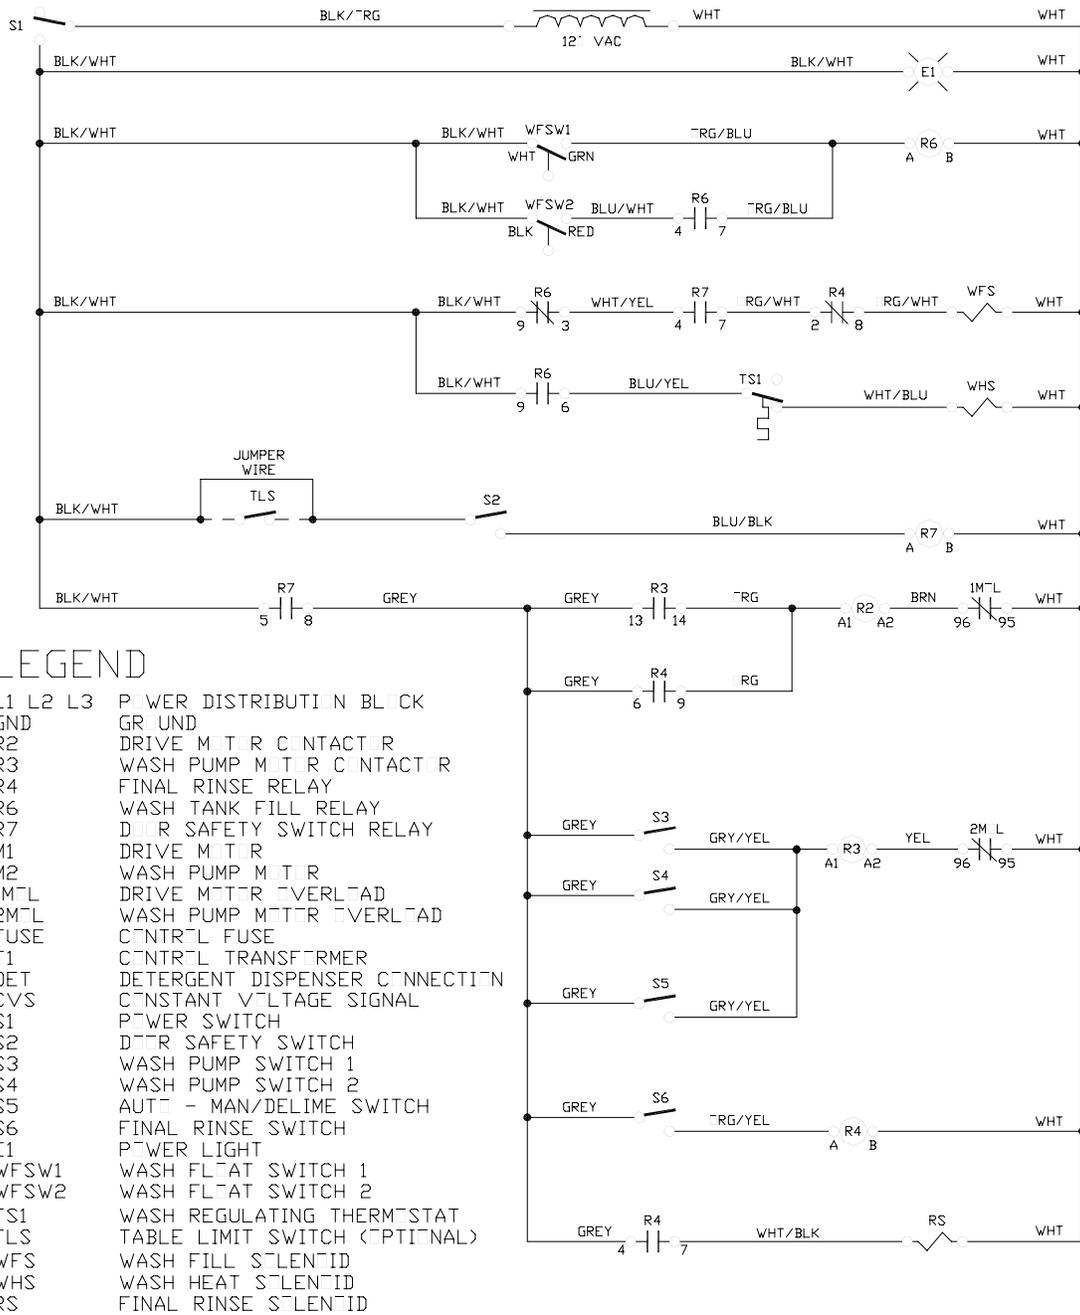 S1 BLK/ORG WHT WHT
120 VAC
BLK/WHT BLK/WHT E1 WHT
BLK/WHT BLK/WHT WFSW1 ORG/BLU R6 WHT
WHT GRN A B
BLK/WHT WFSW2 BLU/WHT R6 ORG/BLU
BLK RED 4 7
BLK/WHT BLK/WHT R6 WHT/YEL R7 ORG/WHT R4 ORG/WHT WFS WHT
9 3 4 7 2 8
BLK/WHT R6 BLU/YEL TS1 WHT/BLU WHS WHT
9 6
JUMPER
WIRE
BLK/WHT TLS S2 BLU/BLK R7 WHT
A B
BLK/WHT R7 GREY GREY R3 ORG R2 BRN 1MOL WHT
5 8 13 14 A1 A2 96 95
GREY R4 ORG
6 9
LEGEND
L1 L2 L3 POWER DISTRIBUTION BLOCK
GND GROUND
R2 DRIVE MOTOR CONTACTOR
R3 WASH PUMP MOTOR CONTACTOR
R4 FINAL RINSE RELAY
R6 WASH TANK FILL RELAY
R7 DOOR SAFETY SWITCH RELAY
M1 DRIVE MOTOR
M2 WASH PUMP MOTOR
1MOL DRIVE MOTOR OVERLOAD
2MOL WASH PUMP MOTOR OVERLOAD
FUSE CONTROL FUSE
T1 CONTROL TRANSFORMER
DET DETERGENT DISPENSER CONNECTION
CVS CONSTANT VOLTAGE SIGNAL
S1 POWER SWITCH
S2 DOOR SAFETY SWITCH
S3 WASH PUMP SWITCH 1
S4 WASH PUMP SWITCH 2
S5 AUTO - MAN/DELIME SWITCH
S6 FINAL RINSE SWITCH
E1 POWER LIGHT
WFSW1 WASH FLOAT SWITCH 1
WFSW2 WASH FLOAT SWITCH 2
TS1 WASH REGULATING THERMOSTAT
TLS TABLE LIMIT SWITCH (OPTIONAL)
WFS WASH FILL SOLENOID
WHS WASH HEAT SOLENOID
RS FINAL RINSE SOLENOID
GREY S3 GRY/YEL R3 YEL 2MOL WHT
A1 A2 96 95
GREY S4 GRY/YEL
GREY S5 GRY/YEL
GREY S6 ORG/YEL R4 WHT
A B
GREY R4 WHT/BLK RS WHT
4 7